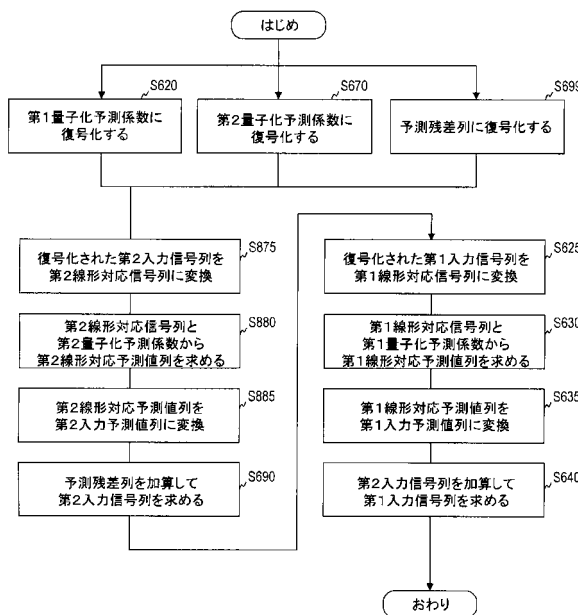 はじめ
S620
第1量子化予測係数に
復号化する
S670
第2量子化予測係数に
復号化する
S699
予測残差列に復号化する
S875
復号化された第2入力信号列を
第2線形対応信号列に変換
S880
第2線形対応信号列と
第2量子化予測係数から
第2線形対応予測値列を求める
S885
第2線形対応予測値列を
第2入力予測値列に変換
S690
予測残差列を加算して
第2入力信号列を求める
S625
復号化された第1入力信号列を
第1線形対応信号列に変換
S630
第1線形対応信号列と
第1量子化予測係数から
第1線形対応予測値列を求める
S635
第1線形対応予測値列を
第1入力予測値列に変換
S640
第2入力信号列を加算して
第1入力信号列を求める
おわり